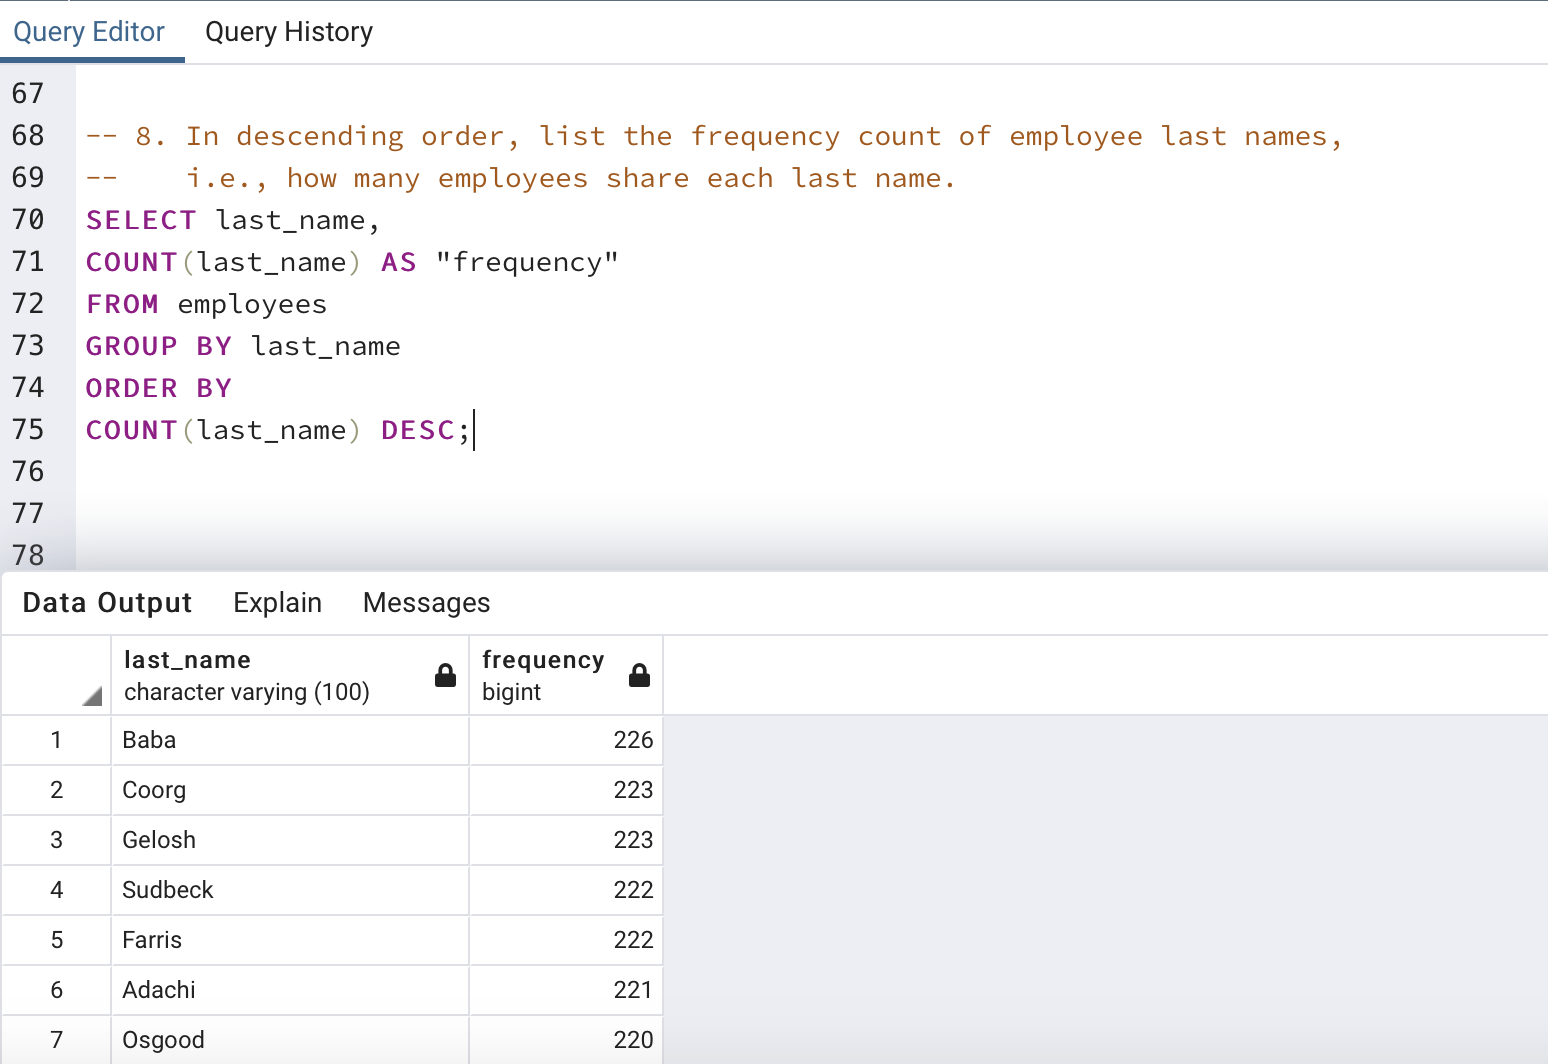 Query Editor Query History
67
68 -- 8. In descending order, list the frequency count of employee last names,
69 --    i.e., how many employees share each last name.
70 SELECT last_name,
71 COUNT(last_name) AS "frequency"
72 FROM employees
73 GROUP BY last_name
74 ORDER BY
75 COUNT(last_name) DESC;
76
77
78
Data Output Explain Messages
last_name frequency
character varying (100) bigint
1 Baba 226
2 Coorg 223
3 Gelosh 223
4 Sudbeck 222
5 Farris 222
6 Adachi 221
7 Osgood 220